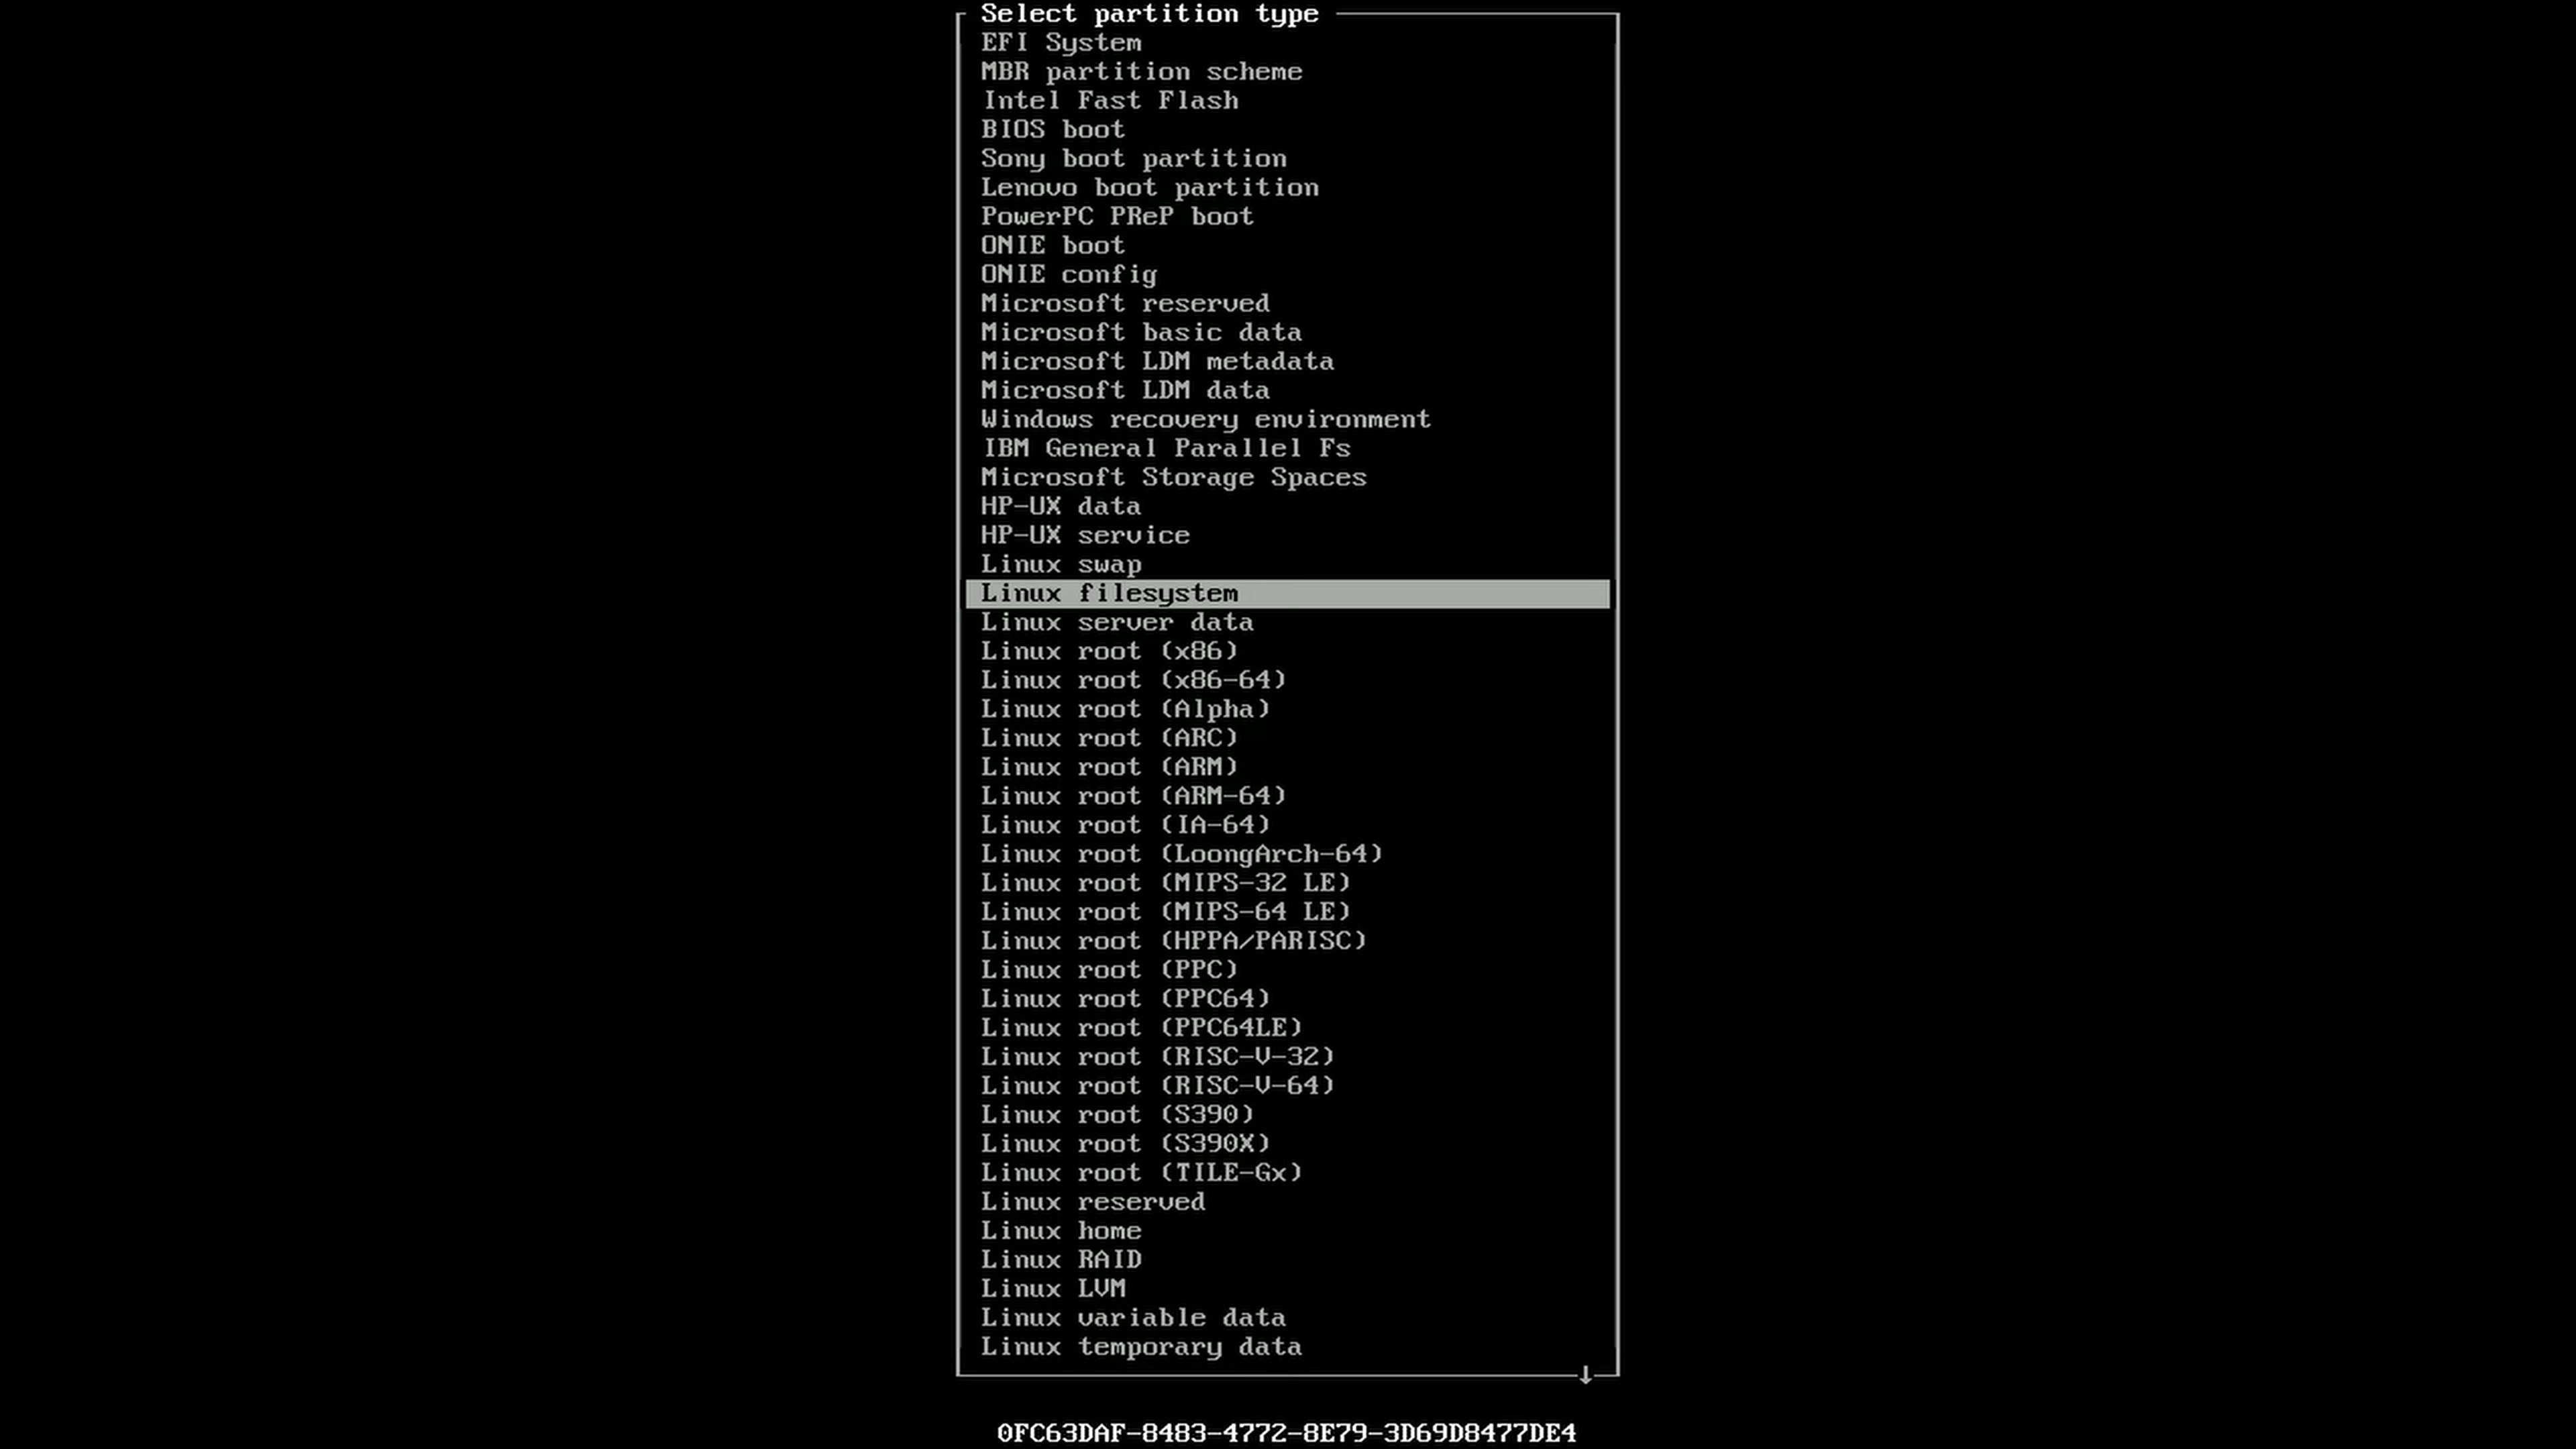 Select partition type
EFI System
MBR partition scheme
Intel Fast Flash
BIOS boot
Sony boot partition
Lenovo boot partition
PowerPC PReP boot
ONIE boot
ONIE config
Microsoft reserved
Microsoft basic data
Microsoft LDM metadata
Microsoft LDM data
Windows recovery environment
IBM General Parallel Fs
Microsoft Storage Spaces
HP-UX data
HP-UX service
Linux swap
Linux filesystem
Linux server data
Linux root (x86)
Linux root (x86-64)
Linux root (Alpha)
Linux root (ARC)
Linux root (ARM)
Linux root (ARM-64)
Linux root (IA-64)
Linux root (LoongArch-64)
Linux root (MIPS-32 LE)
Linux root (MIPS-64 LE)
Linux root (HPPA/PARISC)
Linux root (PPC)
Linux root (PPC64)
Linux root (PPC64LE)
Linux root (RISC-V-32)
Linux root (RISC-V-64)
Linux root (S390)
Linux root (S390X)
Linux root (TILE-Gx)
Linux reserved
Linux home
Linux RAID
Linux LVM
Linux variable data
Linux temporary data
0FC63DAF-8483-4772-8E79-3D69D8477DE4